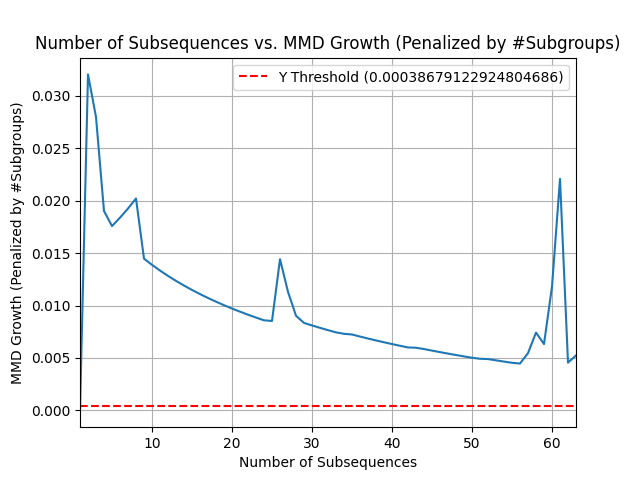 Number of Subsequences vs. MMD Growth (Penalized by #Subgroups)
Y Threshold (0.00038679122924804686)
MMD Growth (Penalized by #Subgroups)
0.030
0.025
0.020
0.015
0.010
0.005
0.000
10 20 30 40 50 60
Number of Subsequences